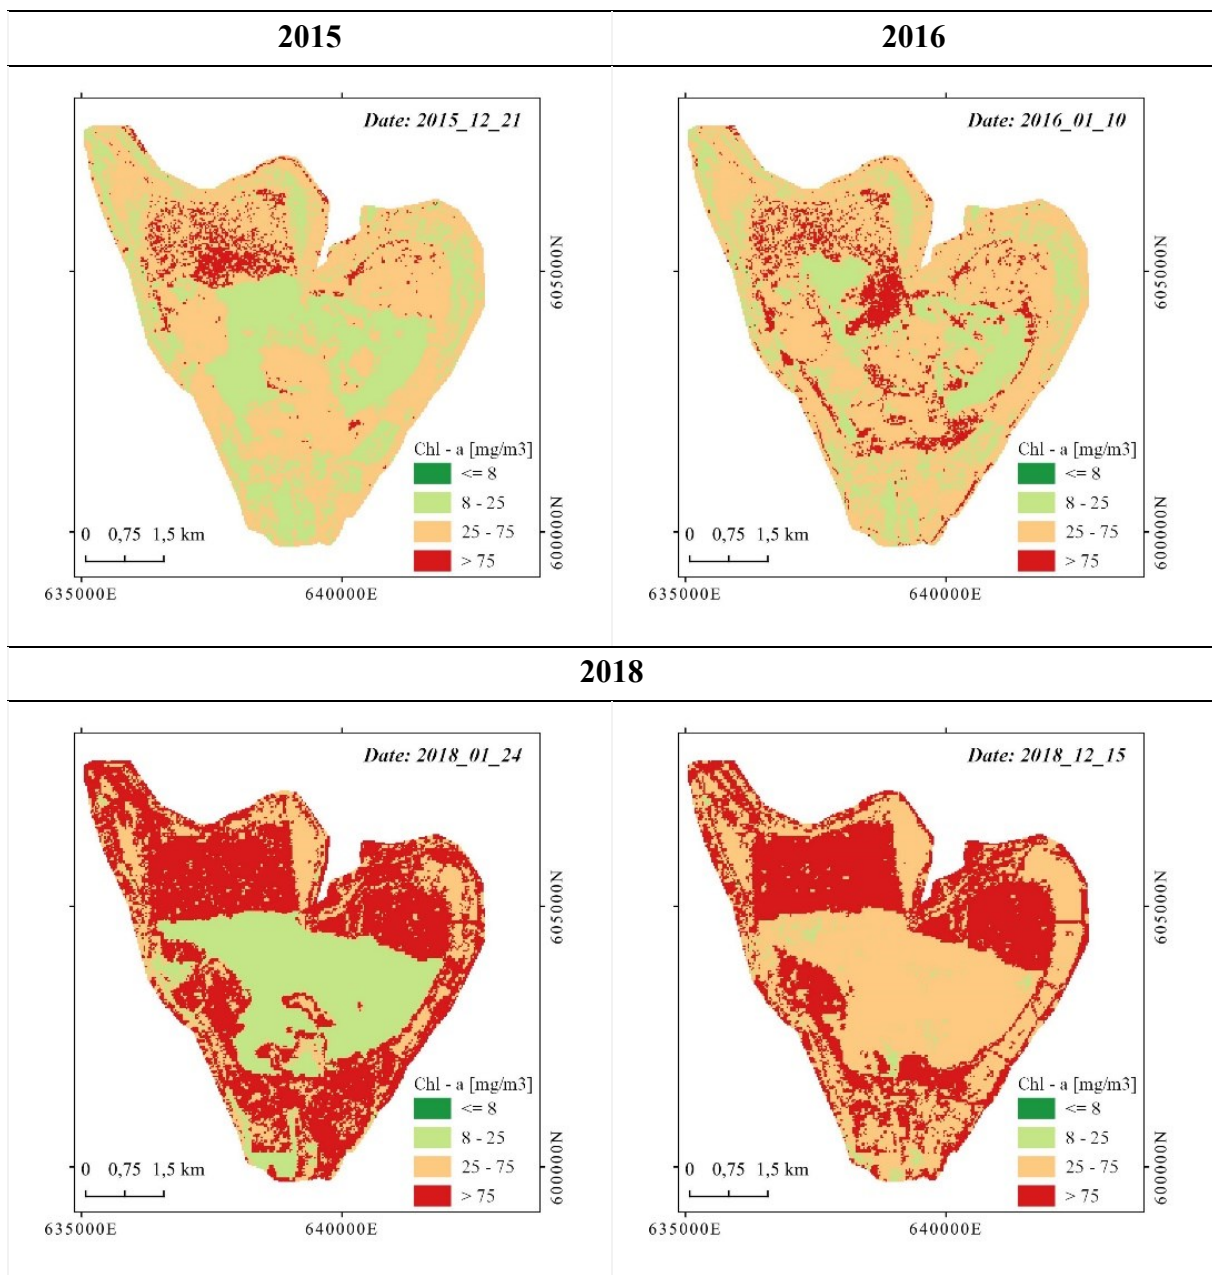 2015
2016
Date: 2015_12_21
605000N
600000N
Chl - a [mg/m3]
<= 8
8 - 25
25 - 75
> 75
0 0,75 1,5 km
635000E 640000E
Date: 2016_01_10
605000N
600000N
Chl - a [mg/m3]
<= 8
8 - 25
25 - 75
> 75
0 0,75 1,5 km
635000E 640000E
2018
Date: 2018_01_24
605000N
600000N
Chl - a [mg/m3]
<= 8
8 - 25
25 - 75
> 75
0 0,75 1,5 km
635000E 640000E
Date: 2018_12_15
605000N
600000N
Chl - a [mg/m3]
<= 8
8 - 25
25 - 75
> 75
0 0,75 1,5 km
635000E 640000E